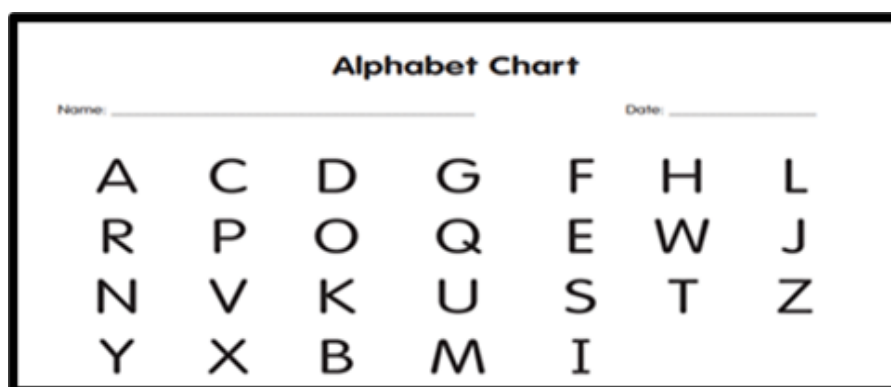 Alphabet Chart
Name: Date:
A C D G F H L
R P O Q E W J
N V K U S T Z
Y X B M I